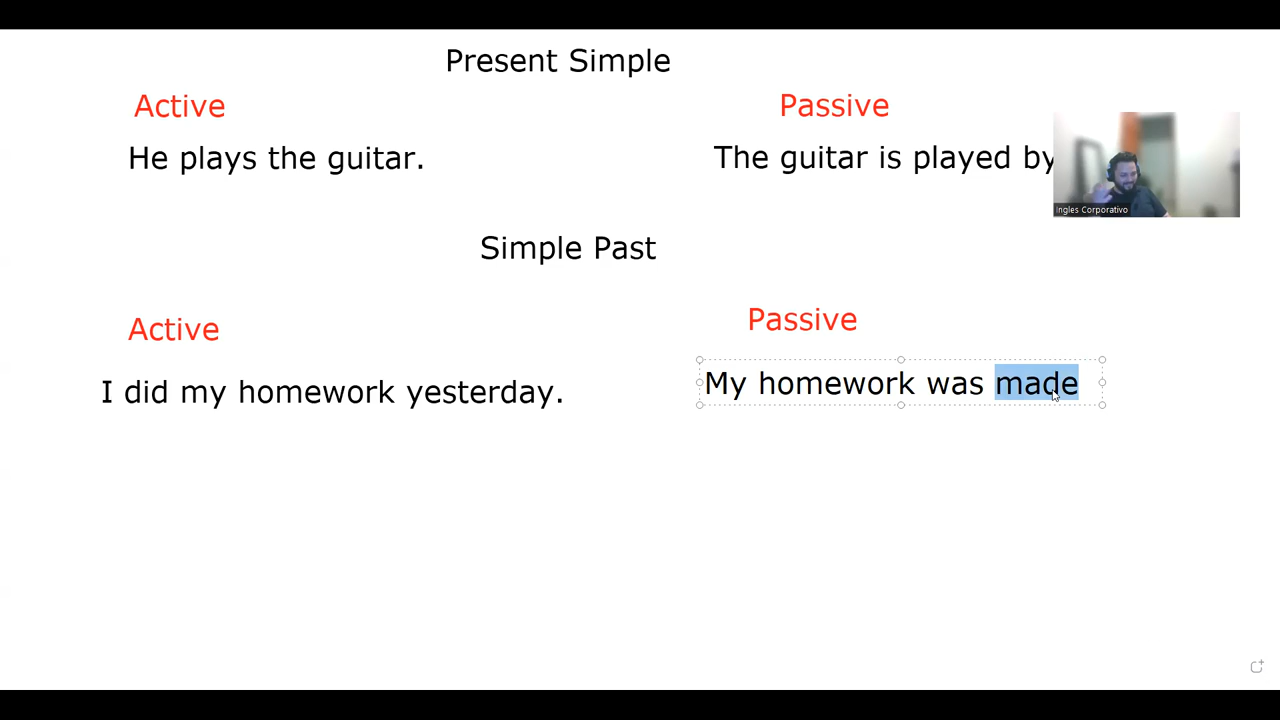 Present Simple
Active
Passive
He plays the guitar.
The guitar is played by
Ingles Corporativo
Simple Past
Active
Passive
I did my homework yesterday.
My homework was made